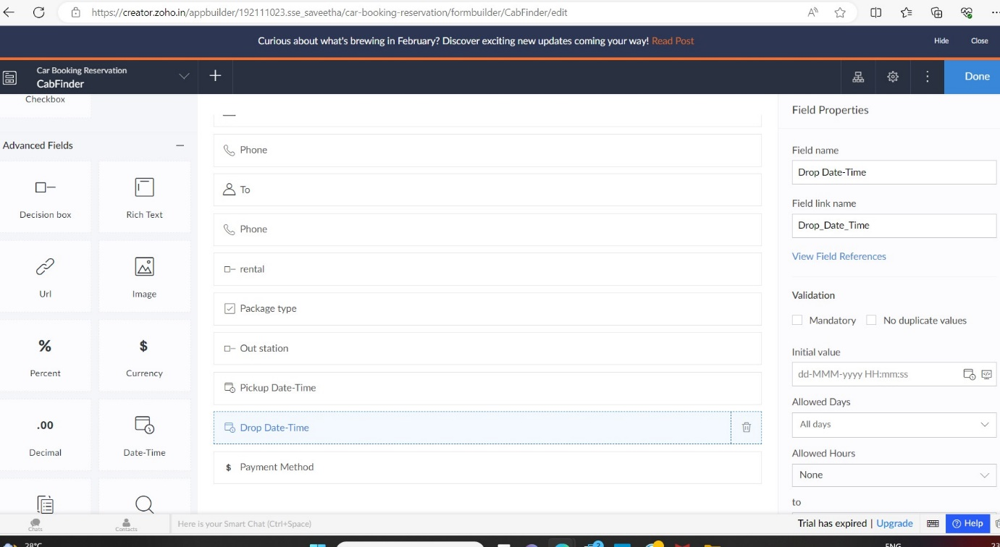 https://creator.zoho.in/appbuilder/192111023.sse_saveetha/car-booking-reservation/formbuilder/CabFinder/edit
Curious about what's brewing in February? Discover exciting new updates coming your way! Read Post
Hide
Close
Car Booking Reservation
CabFinder
Done
Checkbox
Advanced Fields
Decision box
Rich Text
Url
Image
%
Percent
$
Currency
.00
Decimal
Date-Time
Phone
To
Phone
rental
Package type
Out station
Pickup Date-Time
Drop Date-Time
$ Payment Method
Field Properties
Field name
Drop Date-Time
Field link name
Drop_Date_Time
View Field References
Validation
Mandatory
No duplicate values
Initial value
dd-MMM-yyyy HH:mm:ss
Allowed Days
All days
Allowed Hours
None
to
Chats
Contacts
Here is your Smart Chat (Ctrl+Space)
Trial has expired | Upgrade
Help
28°C
ENG